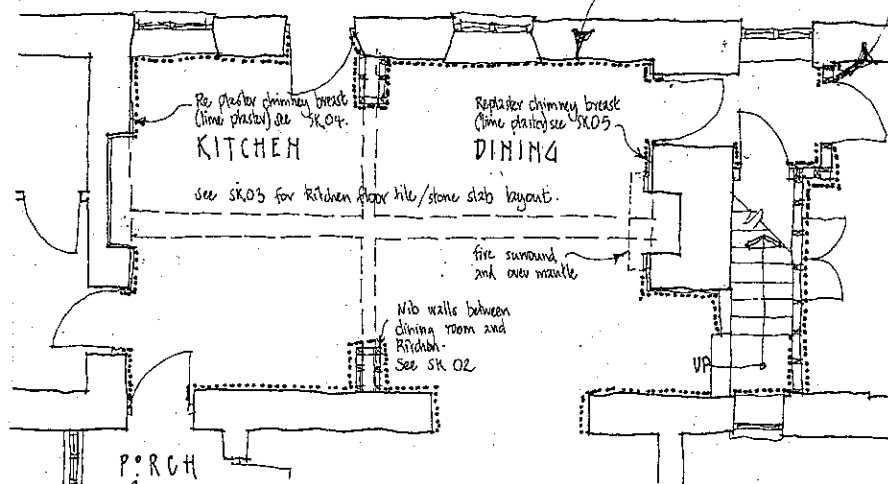 Re plaster chimney breast
(lime plaster) see SK04.
KITCHEN
Replaster chimney breast
(lime plaster) see SK05
DINING
See SK03 for kitchen floor tile/stone slab layout.
fire surround
and over mantle
Nib walls between
dining room and
Kitchen.
See SK 02
UP
PORCH